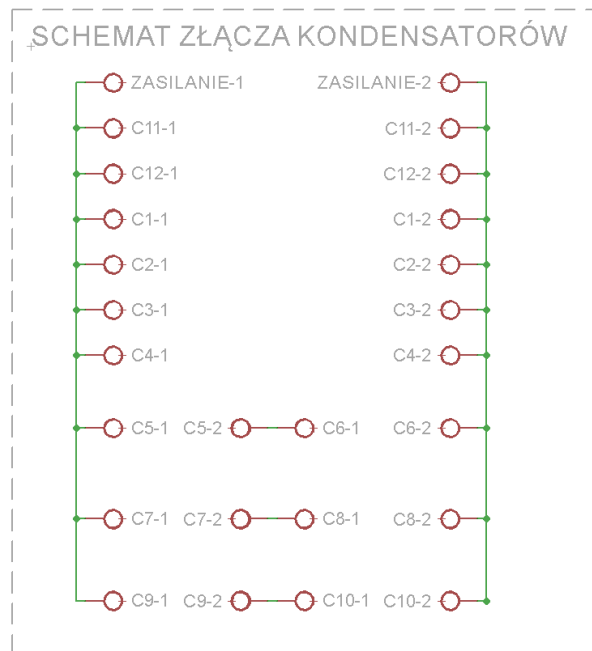 SCHEMAT ZŁĄCZA KONDENSATORÓW
ZASILANIE-1 ZASILANIE-2
C11-1 C11-2
C12-1 C12-2
C1-1 C1-2
C2-1 C2-2
C3-1 C3-2
C4-1 C4-2
C5-1 C5-2 C6-1 C6-2
C7-1 C7-2 C8-1 C8-2
C9-1 C9-2 C10-1 C10-2